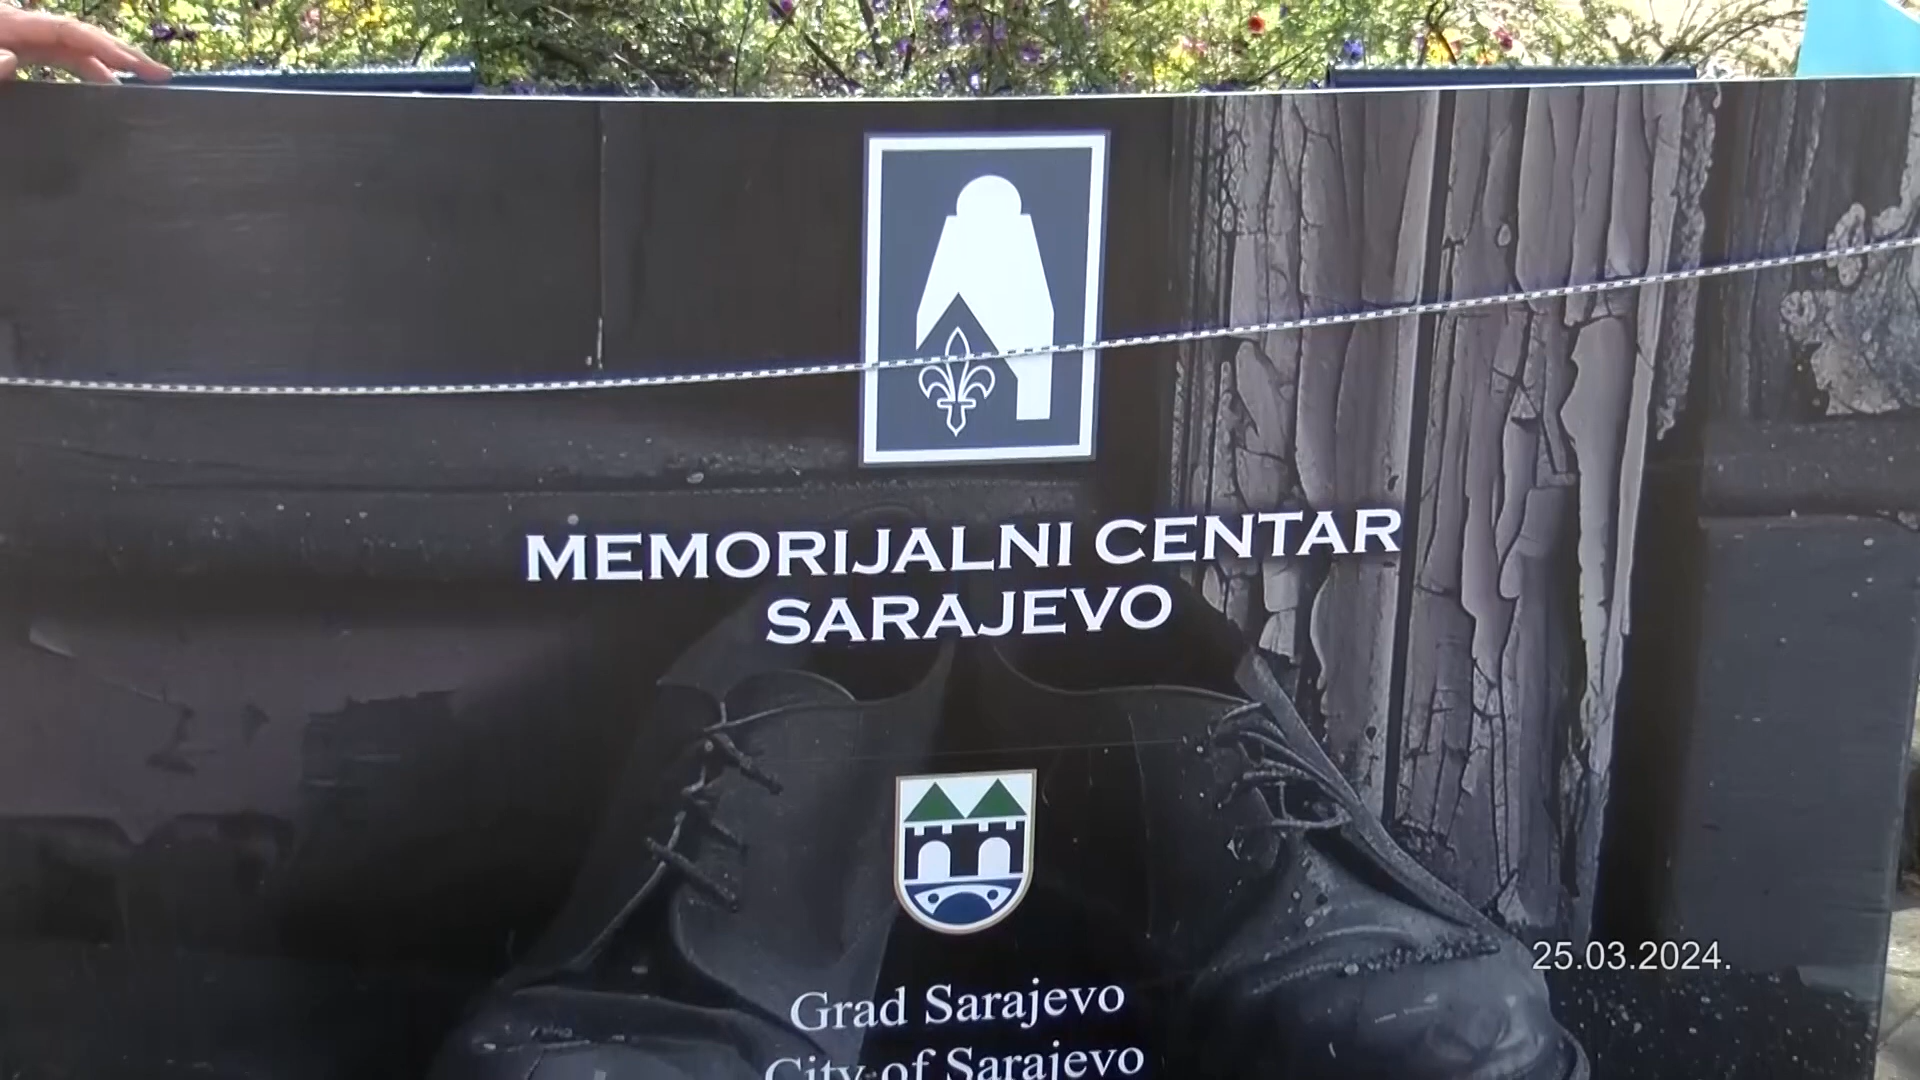 MEMORIJALNI CENTAR
SARAJEVO
25.03.2024.
Grad Sarajevo
City of Sarajevo